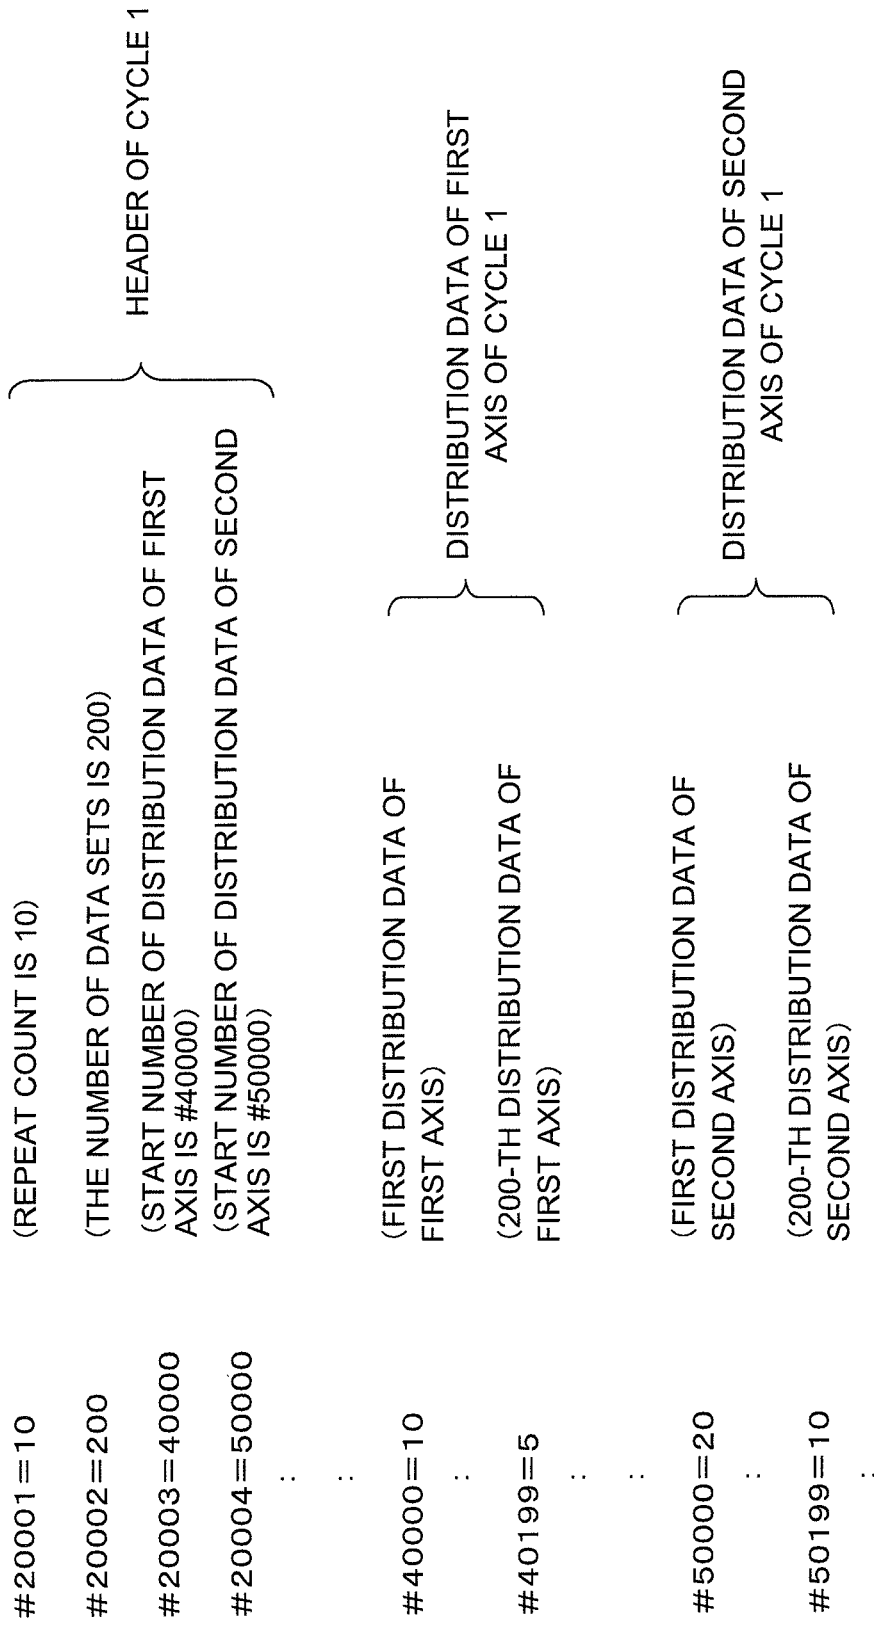 #20001=10 (REPEAT COUNT IS 10)
#20002=200 (THE NUMBER OF DATA SETS IS 200)
#20003=40000 (START NUMBER OF DISTRIBUTION DATA OF FIRST
AXIS IS #40000)
#20004=50000 (START NUMBER OF DISTRIBUTION DATA OF SECOND
AXIS IS #50000)
HEADER OF CYCLE 1
:
:
#40000=10 (FIRST DISTRIBUTION DATA OF
FIRST AXIS)
:
#40199=5 (200-TH DISTRIBUTION DATA OF
FIRST AXIS)
DISTRIBUTION DATA OF FIRST
AXIS OF CYCLE 1
:
:
#50000=20 (FIRST DISTRIBUTION DATA OF
SECOND AXIS)
:
#50199=10 (200-TH DISTRIBUTION DATA OF
SECOND AXIS)
DISTRIBUTION DATA OF SECOND
AXIS OF CYCLE 1
: